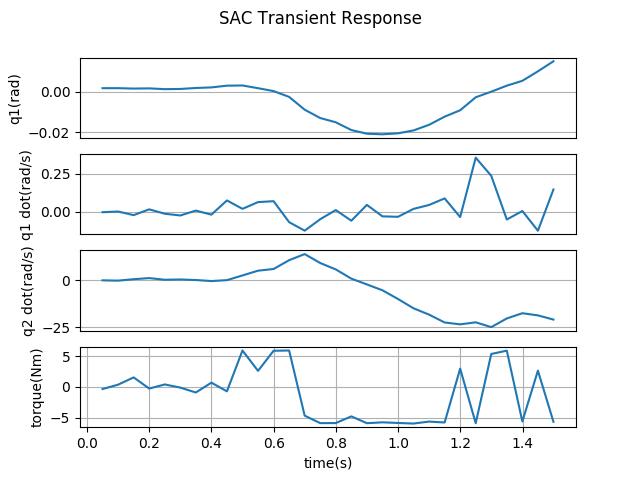 SAC Transient Response
q1(rad)
0.00
−0.02
q1 dot(rad/s)
0.25
0.00
q2 dot(rad/s)
0
−25
torque(Nm)
5
0
−5
0.0 0.2 0.4 0.6 0.8 1.0 1.2 1.4
time(s)